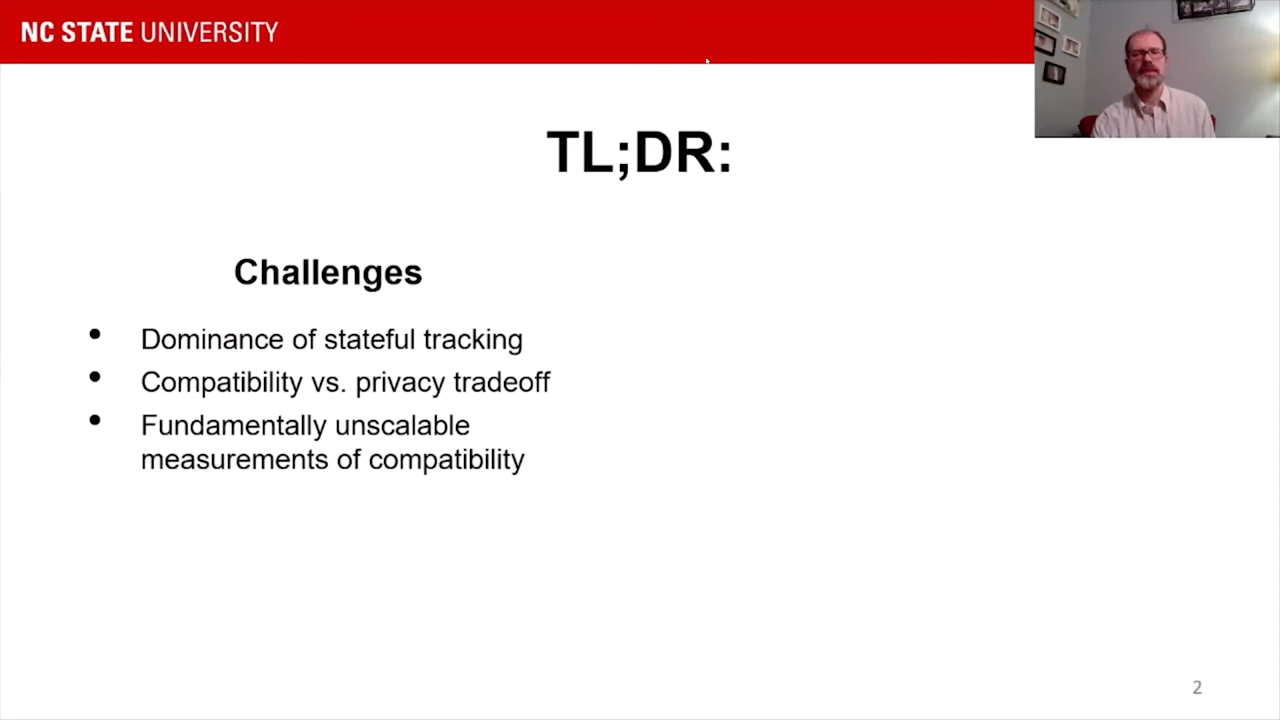 NC STATE UNIVERSITY
TL;DR:
Challenges
• Dominance of stateful tracking
• Compatibility vs. privacy tradeoff
• Fundamentally unscalable
measurements of compatibility
2